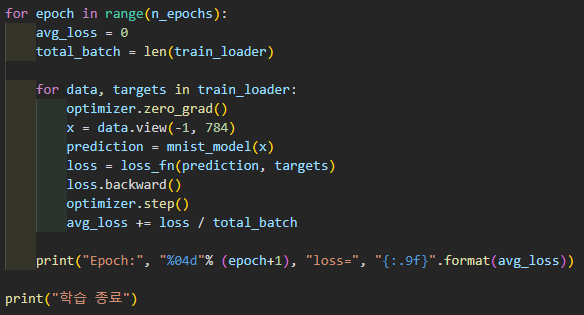 for epoch in range(n_epochs):
    avg_loss = 0
    total_batch = len(train_loader)

    for data, targets in train_loader:
        optimizer.zero_grad()
        x = data.view(-1, 784)
        prediction = mnist_model(x)
        loss = loss_fn(prediction, targets)
        loss.backward()
        optimizer.step()
        avg_loss += loss / total_batch

    print("Epoch:", "%04d"% (epoch+1), "loss=", "{:.9f}".format(avg_loss))

print("학습 종료")